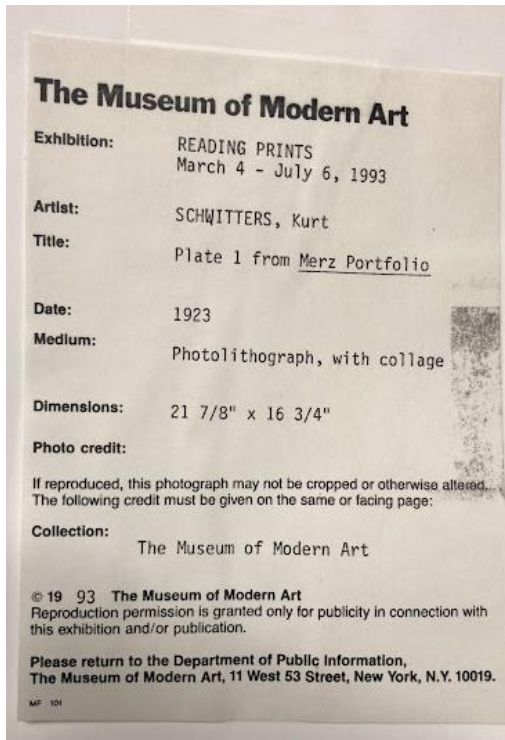 The Museum of Modern Art
Exhibition: READING PRINTS
March 4 - July 6, 1993
Artist: SCHWITTERS, Kurt
Title: Plate 1 from Merz Portfolio
Date: 1923
Medium: Photolithograph, with collage
Dimensions: 21 7/8" x 16 3/4"
Photo credit:
If reproduced, this photograph may not be cropped or otherwise altered.
The following credit must be given on the same or facing page:
Collection:
The Museum of Modern Art
© 19 93 The Museum of Modern Art
Reproduction permission is granted only for publicity in connection with
this exhibition and/or publication.
Please return to the Department of Public Information,
The Museum of Modern Art, 11 West 53 Street, New York, N.Y. 10019.
MF 101